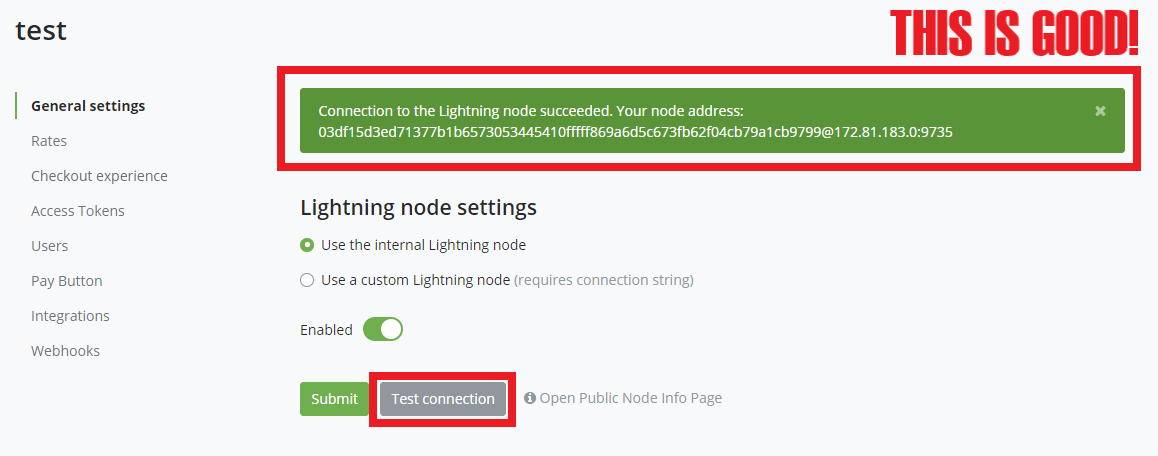 test
THIS IS GOOD!
General settings
Rates
Checkout experience
Access Tokens
Users
Pay Button
Integrations
Webhooks
Connection to the Lightning node succeeded. Your node address:
03df15d3ed71377b1b6573053445410fffff869a6d5c673fb62f04cb79a1cb9799@172.81.183.0:9735
Lightning node settings
Use the internal Lightning node
Use a custom Lightning node (requires connection string)
Enabled
Submit
Test connection
Open Public Node Info Page